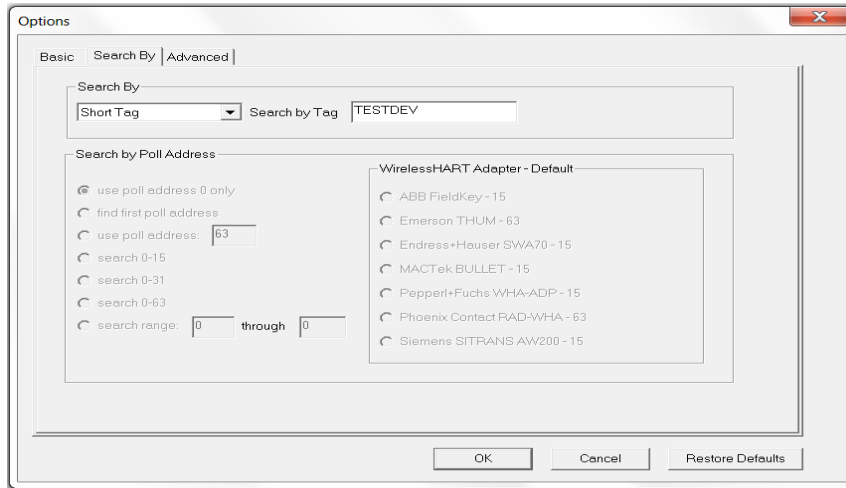 Options
Basic Search By Advanced
Search By
Short Tag Search by Tag TESTDEV
Search by Poll Address
use poll address 0 only
find first poll address
use poll address: 63
search 0-15
search 0-31
search 0-63
search range: 0 through 0
WirelessHART Adapter - Default
ABB FieldKey - 15
Emerson THUM - 63
Endress+Hauser SWA70 - 15
MACTek BULLET - 15
Pepperl+Fuchs WHA-ADP - 15
Phoenix Contact RAD-WHA - 63
Siemens SITRANS AW200 - 15
OK Cancel Restore Defaults